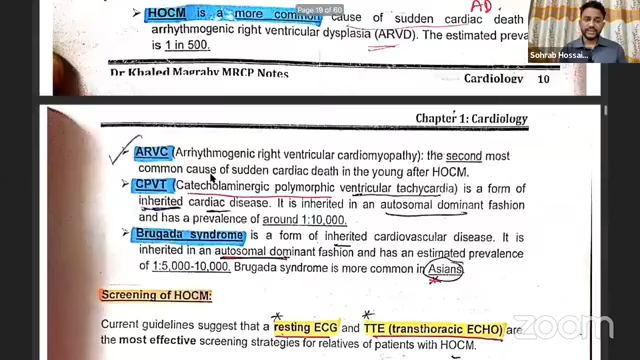 AD.
HOCM is a more common cause of sudden cardiac death
Page 19 of 60
arrhythmogenic right ventricular dysplasia (ARVD). The estimated preva
is 1 in 500.
Sohrab Hossai...
Dr Khaled Magraby MRCP Notes Cardiology 10
Chapter 1: Cardiology
ARVC (Arrhythmogenic right ventricular cardiomyopathy): the second most
common cause of sudden cardiac death in the young after HOCM.
CPVT (Catecholaminergic polymorphic ventricular tachycardia) is a form of
inherited cardiac disease. It is inherited in an autosomal dominant fashion
and has a prevalence of around 1:10,000.
Brugada syndrome is a form of inherited cardiovascular disease. It is
inherited in an autosomal dominant fashion and has an estimated prevalence
of 1:5,000-10,000. Brugada syndrome is more common in Asians
Screening of HOCM:
Current guidelines suggest that a resting ECG and TTE (transthoracic ECHO) are
the most effective screening strategies for relatives of patients with HOCM.
zoom